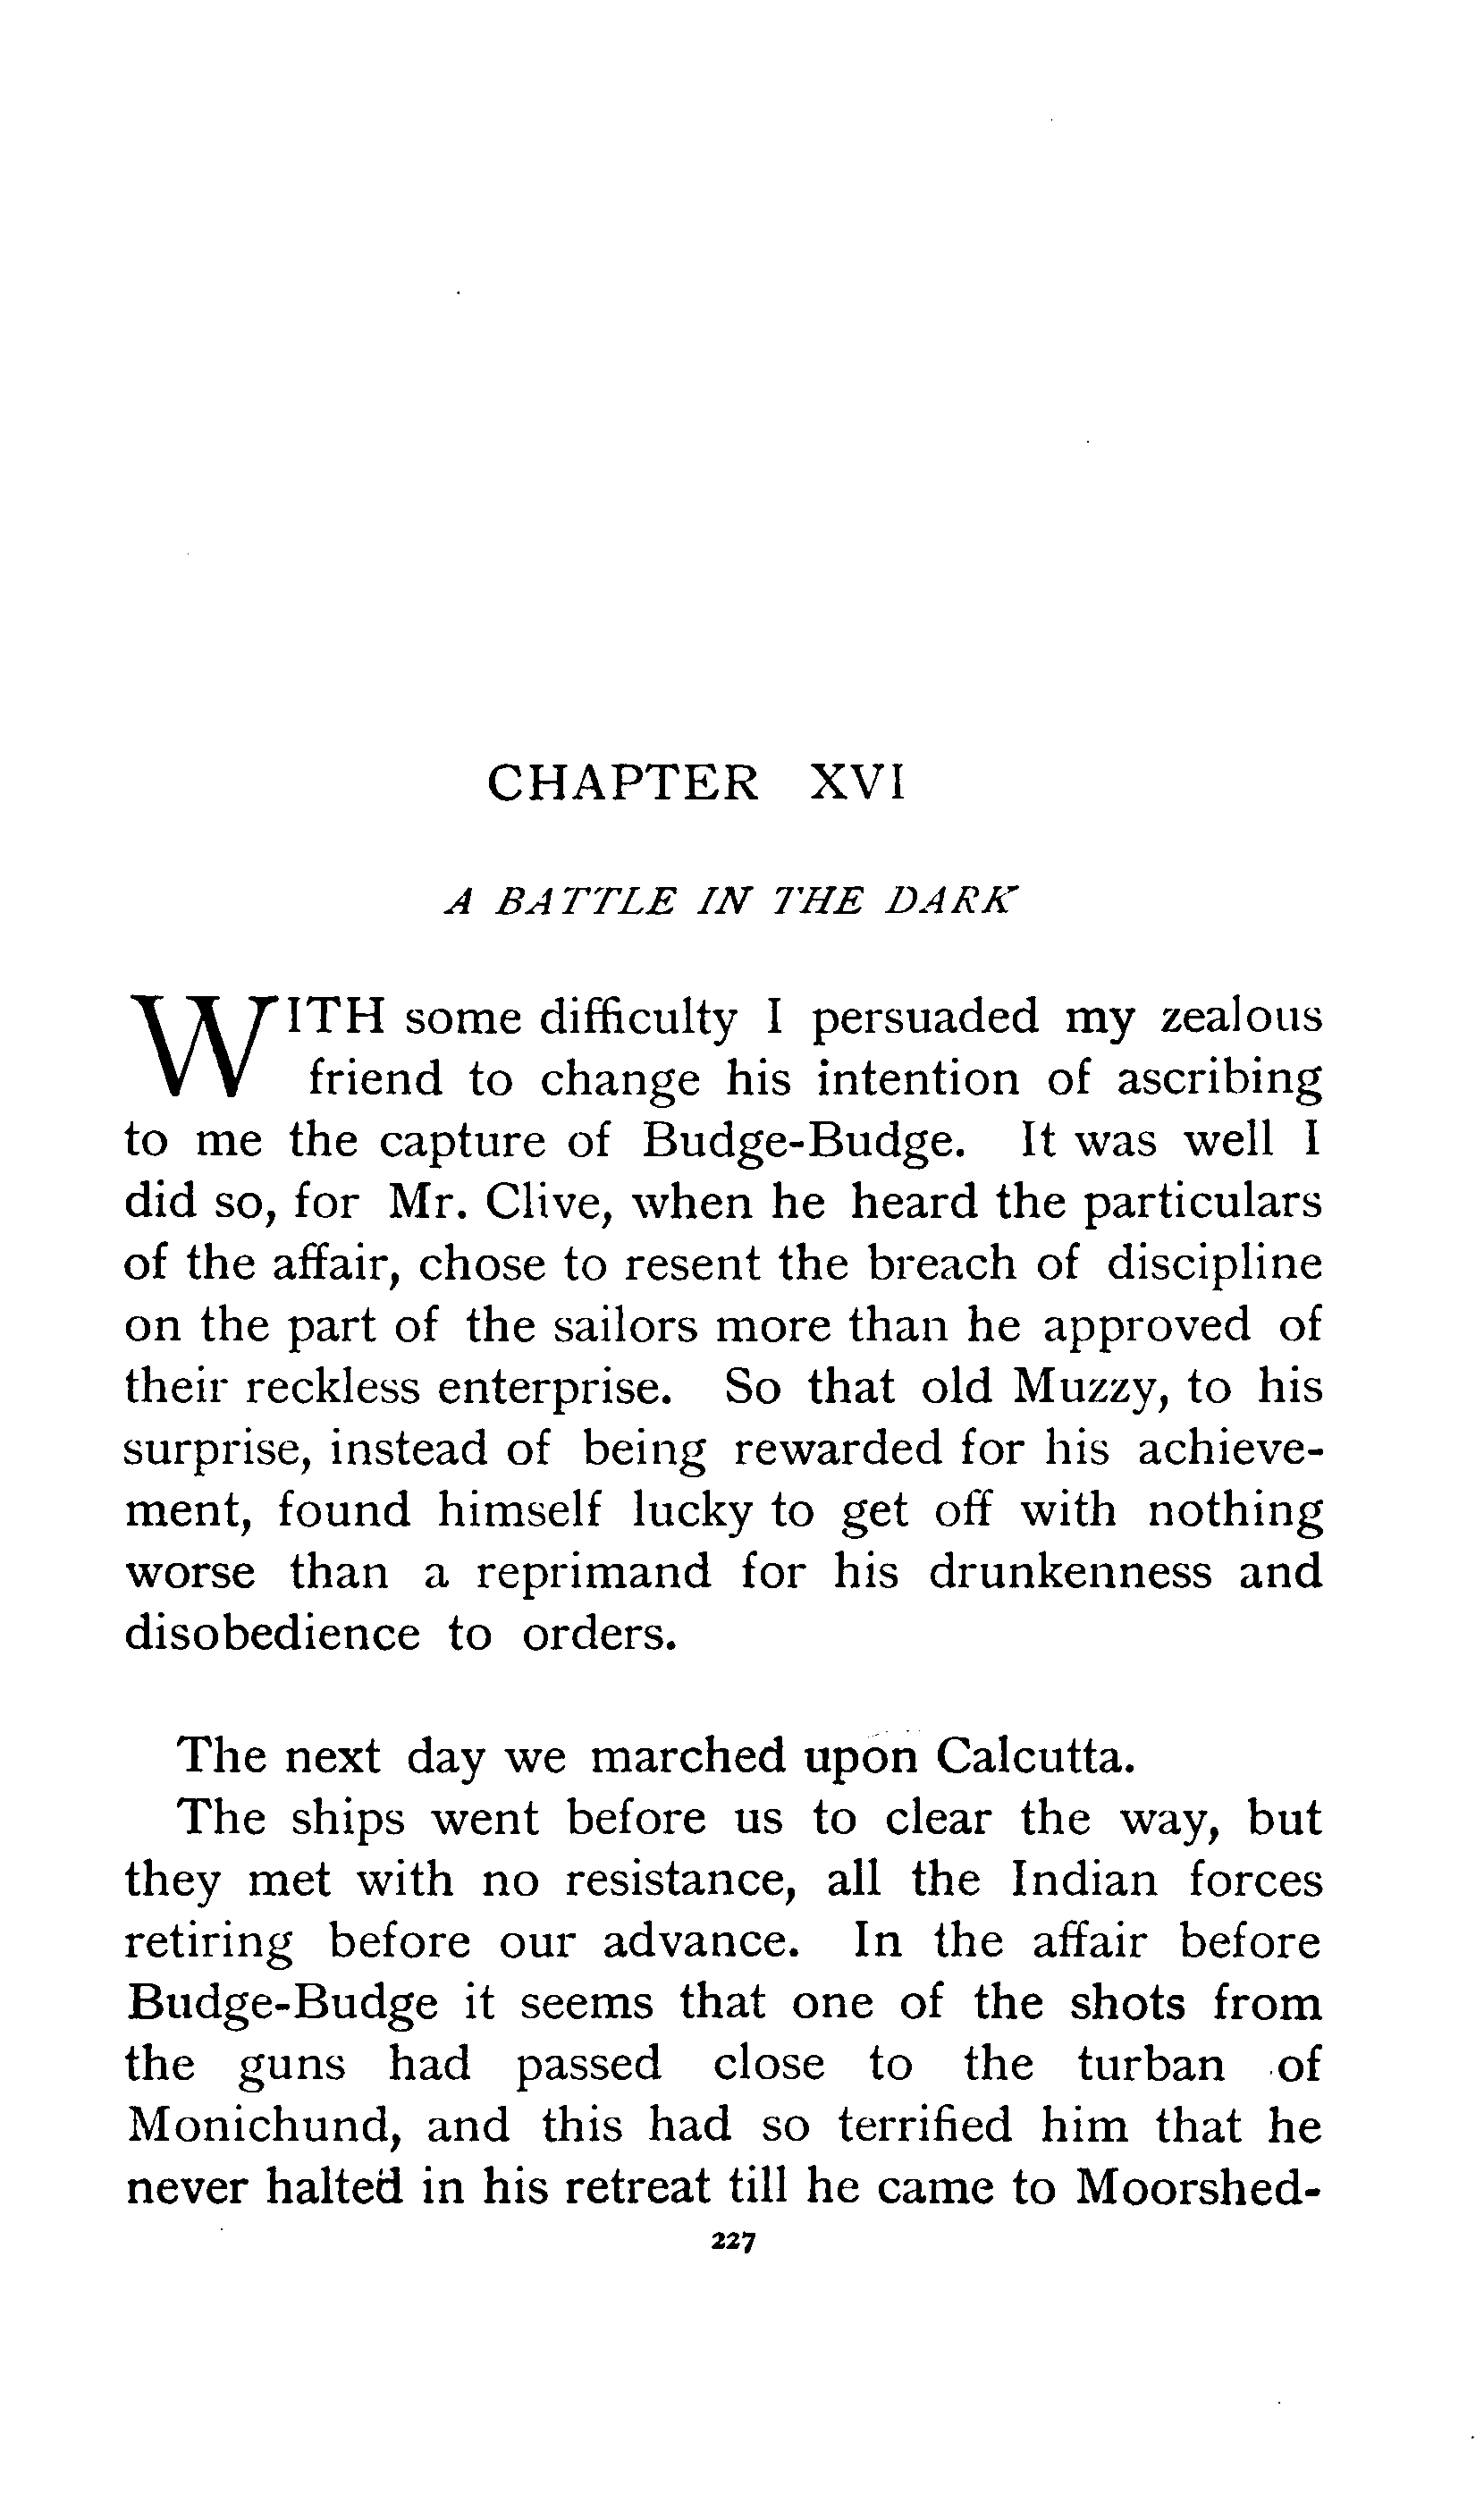 CHAPTER XVI
A BATTLE IN THE DARK
WITH some difficulty I persuaded my zealous
friend to change his intention of ascribing
to me the capture of Budge-Budge. It was well I
did so, for Mr. Clive, when he heard the particulars
of the affair, chose to resent the breach of discipline
on the part of the sailors more than he approved of
their reckless enterprise. So that old Muzzy, to his
surprise, instead of being rewarded for his achieve-
ment, found himself lucky to get off with nothing
worse than a reprimand for his drunkenness and
disobedience to orders.
The next day we marched upon Calcutta.
The ships went before us to clear the way, but
they met with no resistance, all the Indian forces
retiring before our advance. In the affair before
Budge-Budge it seems that one of the shots from
the guns had passed close to the turban of
Monichund, and this had so terrified him that he
never halted in his retreat till he came to Moorshed-
227